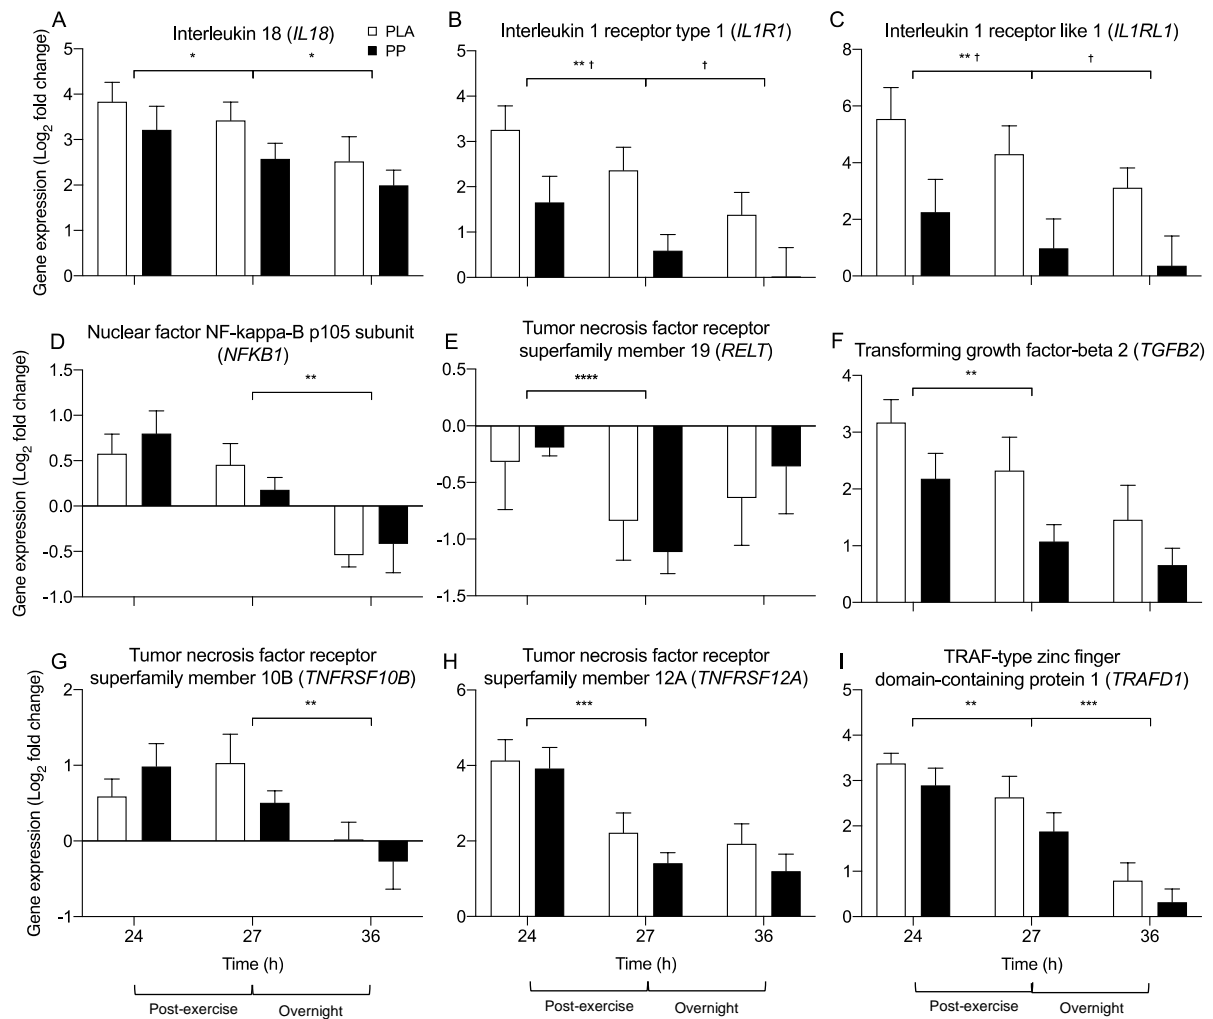 A
Interleukin 18 (IL18)
PLA
PP
* *
Gene expression (Log2 fold change)
5
4
3
2
1
0
B
Interleukin 1 receptor type 1 (IL1R1)
** † †
5
4
3
2
1
0
C
Interleukin 1 receptor like 1 (IL1RL1)
** † †
8
6
4
2
0
D
Nuclear factor NF-kappa-B p105 subunit
(NFKB1)
**
Gene expression (Log2 fold change)
1.5
1.0
0.5
0.0
-0.5
-1.0
E
Tumor necrosis factor receptor
superfamily member 19 (RELT)
****
0.5
0.0
-0.5
-1.0
-1.5
F
Transforming growth factor-beta 2 (TGFB2)
**
4
3
2
1
0
G
Tumor necrosis factor receptor
superfamily member 10B (TNFRSF10B)
**
Gene expression (Log2 fold change)
2
1
0
-1
24 27 36
Time (h)
Post-exercise Overnight
H
Tumor necrosis factor receptor
superfamily member 12A (TNFRSF12A)
***
6
4
2
0
24 27 36
Time (h)
Post-exercise Overnight
I
TRAF-type zinc finger
domain-containing protein 1 (TRAFD1)
** ***
5
4
3
2
1
0
24 27 36
Time (h)
Post-exercise Overnight